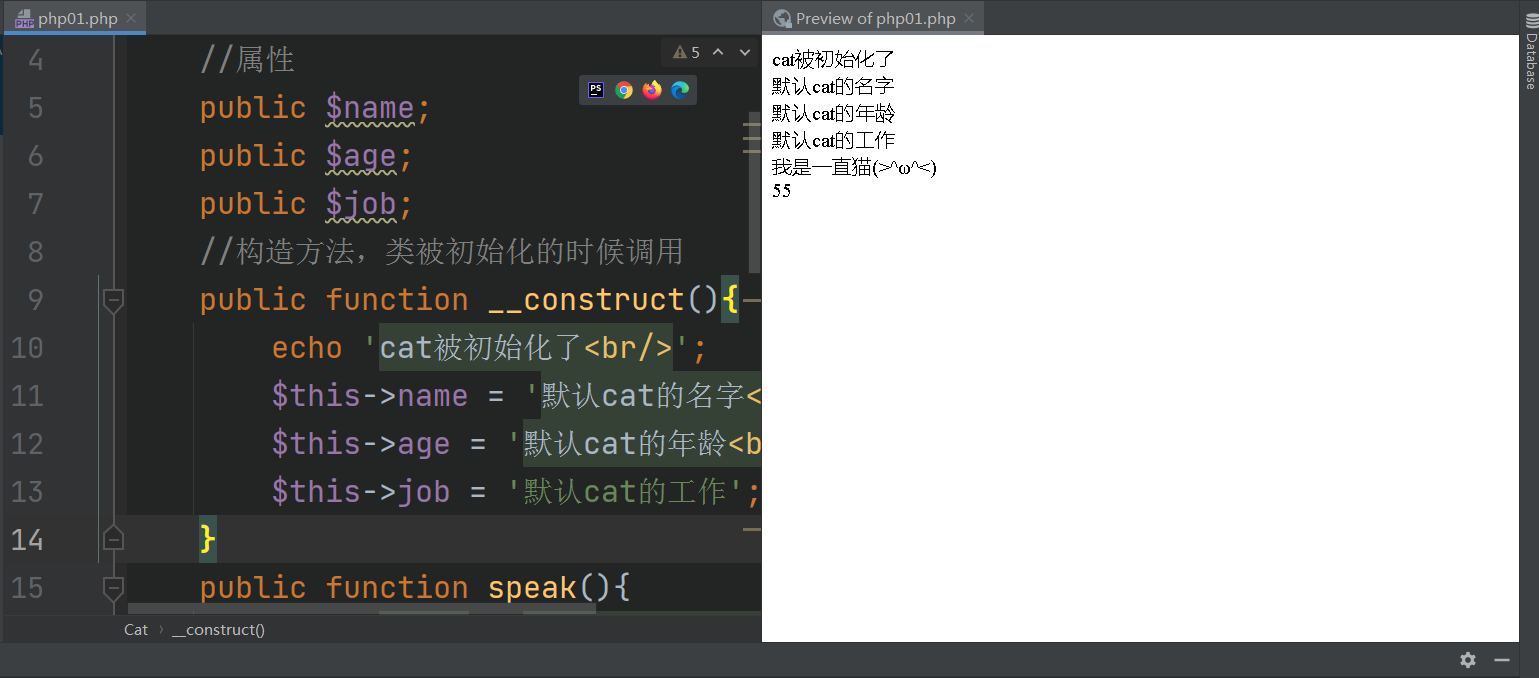 php01.php
Preview of php01.php
5
Database
4 //属性
5 public $name;
6 public $age;
7 public $job;
8 //构造方法，类被初始化的时候调用
9 public function __construct(){
10 echo 'cat被初始化了<br/>';
11 $this->name = '默认cat的名字<
12 $this->age = '默认cat的年龄<b
13 $this->job = '默认cat的工作';
14 }
15 public function speak(){
Cat › __construct()
cat被初始化了
默认cat的名字
默认cat的年龄
默认cat的工作
我是一直猫(>^ω^<)
55